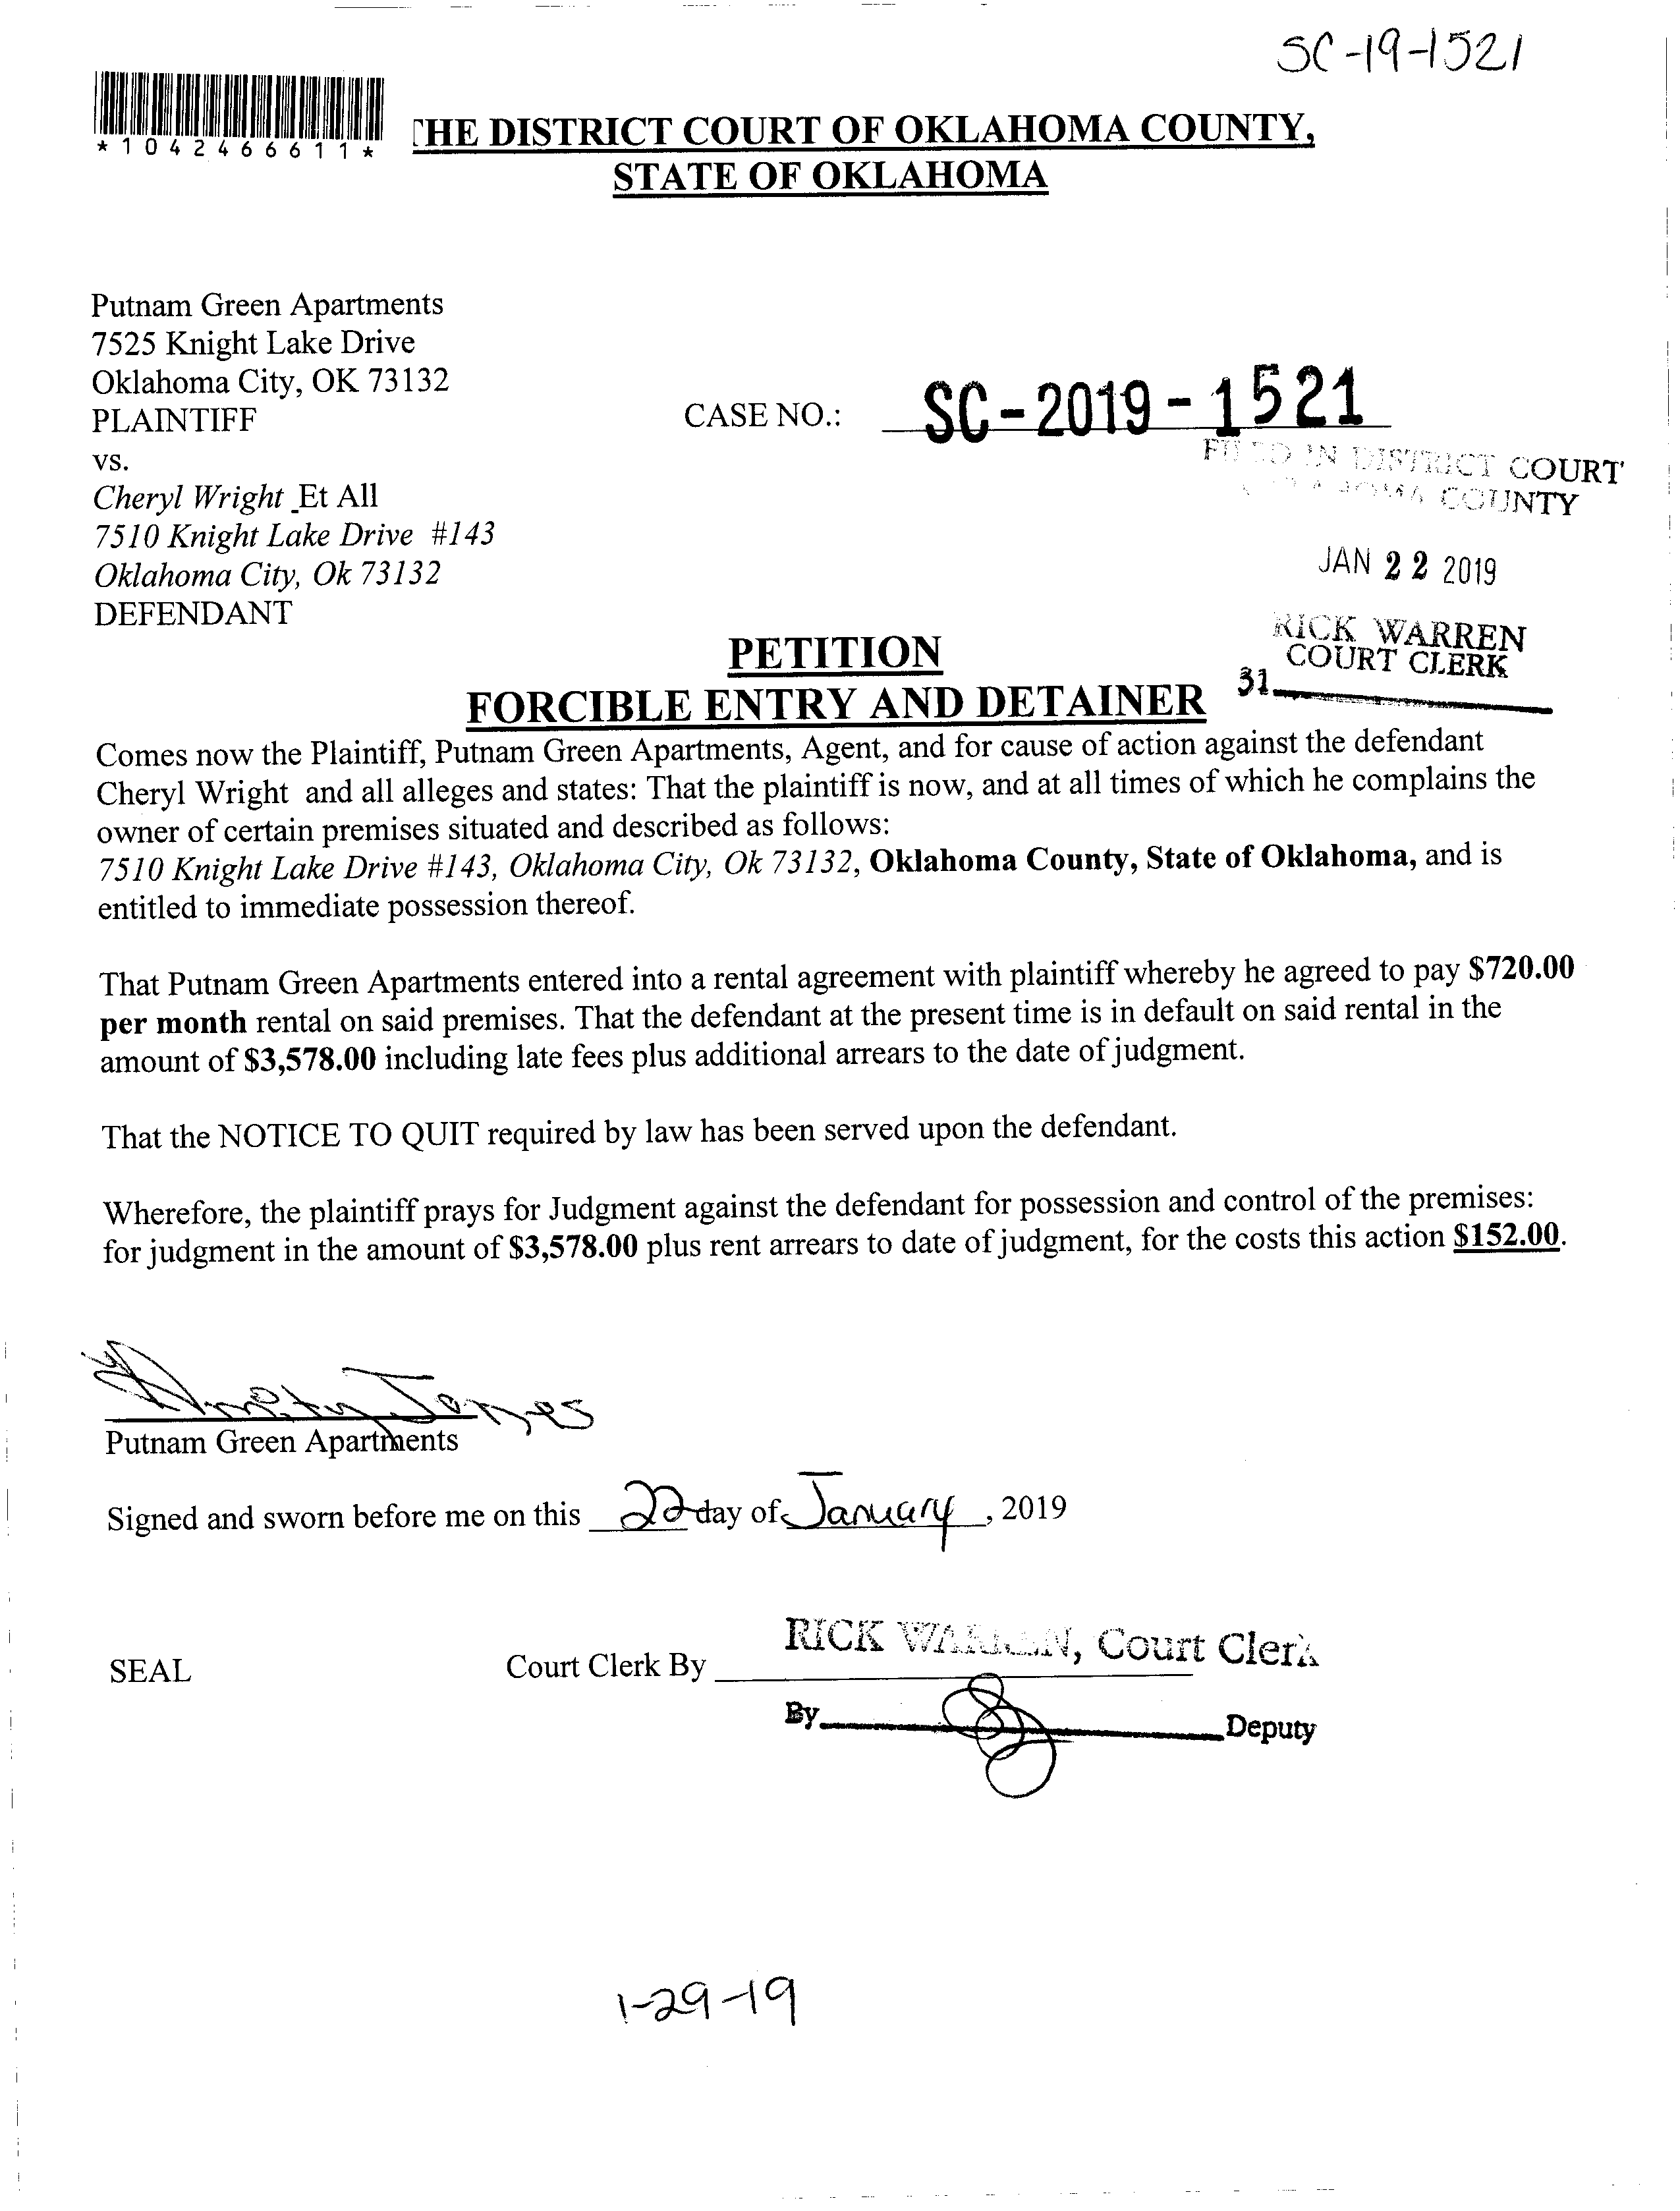 SC-19-1521
*1042466611*
THE DISTRICT COURT OF OKLAHOMA COUNTY,
STATE OF OKLAHOMA
Putnam Green Apartments
7525 Knight Lake Drive
Oklahoma City, OK 73132
PLAINTIFF
CASE NO.: SC-2019-1521
vs.
FILED IN DISTRICT COURT
OKLAHOMA COUNTY
Cheryl Wright Et All
7510 Knight Lake Drive #143
Oklahoma City, Ok 73132
JAN 22 2019
DEFENDANT
RICK WARREN
COURT CLERK
31
PETITION
FORCIBLE ENTRY AND DETAINER
Comes now the Plaintiff, Putnam Green Apartments, Agent, and for cause of action against the defendant
Cheryl Wright and all alleges and states: That the plaintiff is now, and at all times of which he complains the
owner of certain premises situated and described as follows:
7510 Knight Lake Drive #143, Oklahoma City, Ok 73132, Oklahoma County, State of Oklahoma, and is
entitled to immediate possession thereof.
That Putnam Green Apartments entered into a rental agreement with plaintiff whereby he agreed to pay $720.00
per month rental on said premises. That the defendant at the present time is in default on said rental in the
amount of $3,578.00 including late fees plus additional arrears to the date of judgment.
That the NOTICE TO QUIT required by law has been served upon the defendant.
Wherefore, the plaintiff prays for Judgment against the defendant for possession and control of the premises:
for judgment in the amount of $3,578.00 plus rent arrears to date of judgment, for the costs this action $152.00.
Jones
Putnam Green Apartments
Signed and sworn before me on this 22 day of January, 2019
RICK WARREN, Court Clerk
SEAL Court Clerk By
By Deputy
1-29-19